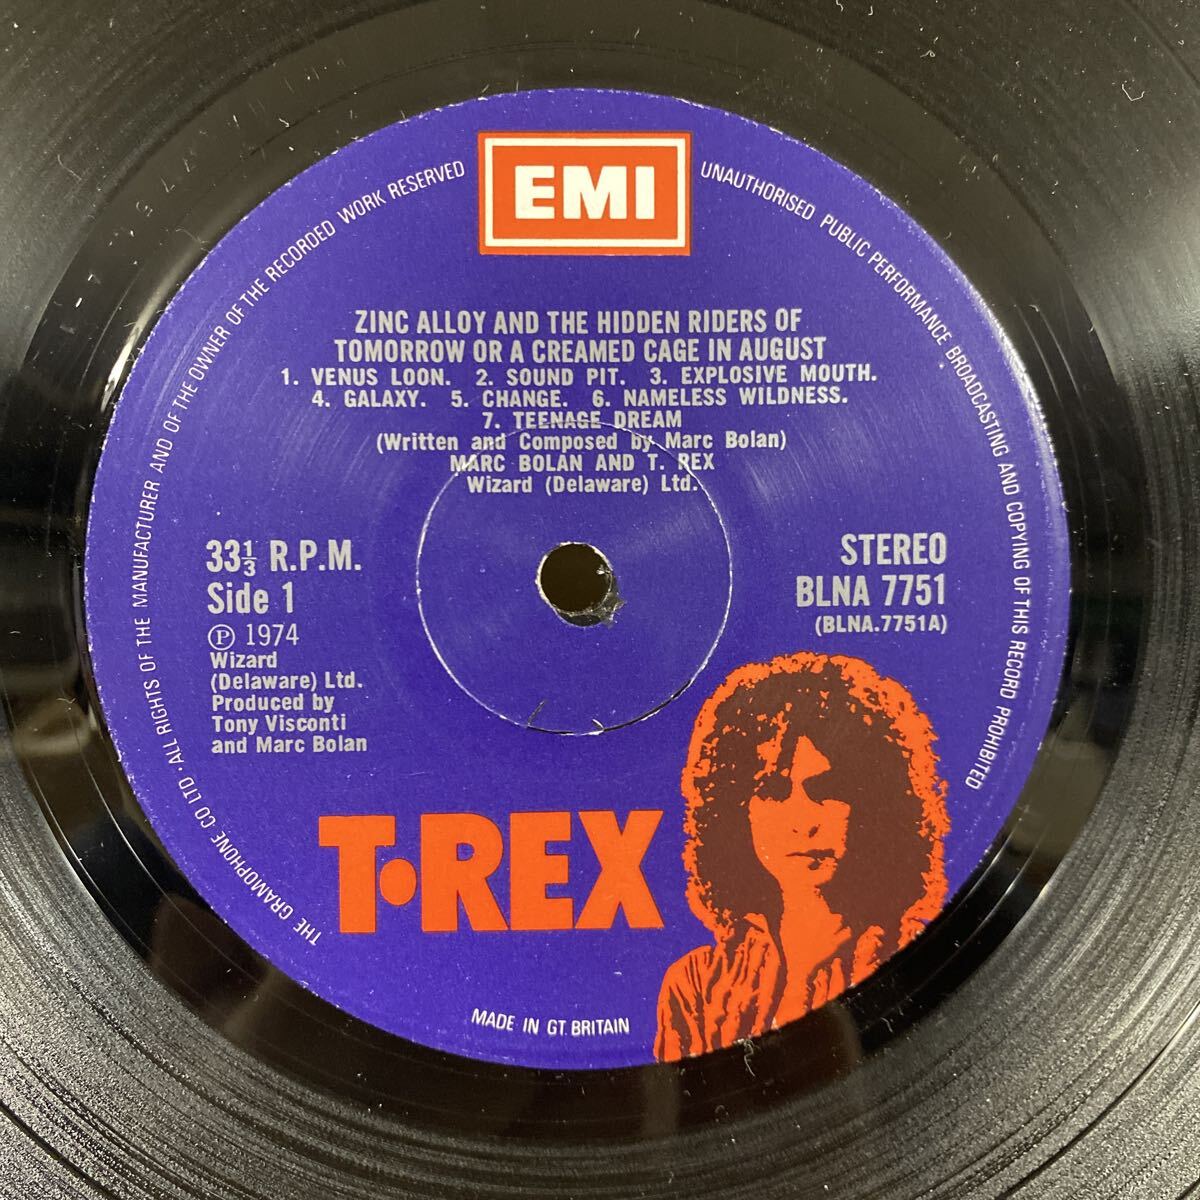 EMI
ZINC ALLOY AND THE HIDDEN RIDERS OF
TOMORROW OR A CREAMED CAGE IN AUGUST
1. VENUS LOON. 2. SOUND PIT. 3. EXPLOSIVE MOUTH.
4. GALAXY. 5. CHANGE. 6. NAMELESS WILDNESS.
7. TEENAGE DREAM
(Written and Composed by Marc Bolan)
MARC BOLAN AND T. REX
Wizard (Delaware) Ltd.
33⅓ R.P.M.
Side 1
℗ 1974
Wizard
(Delaware) Ltd.
Produced by
Tony Visconti
and Marc Bolan
STEREO
BLNA 7751
(BLNA.7751A)
T•REX
MADE IN GT. BRITAIN
THE GRAMOPHONE CO LTD · ALL RIGHTS OF THE MANUFACTURER AND OF THE OWNER OF THE RECORDED WORK RESERVED
UNAUTHORISED PUBLIC PERFORMANCE BROADCASTING AND COPYING OF THIS RECORD PROHIBITED